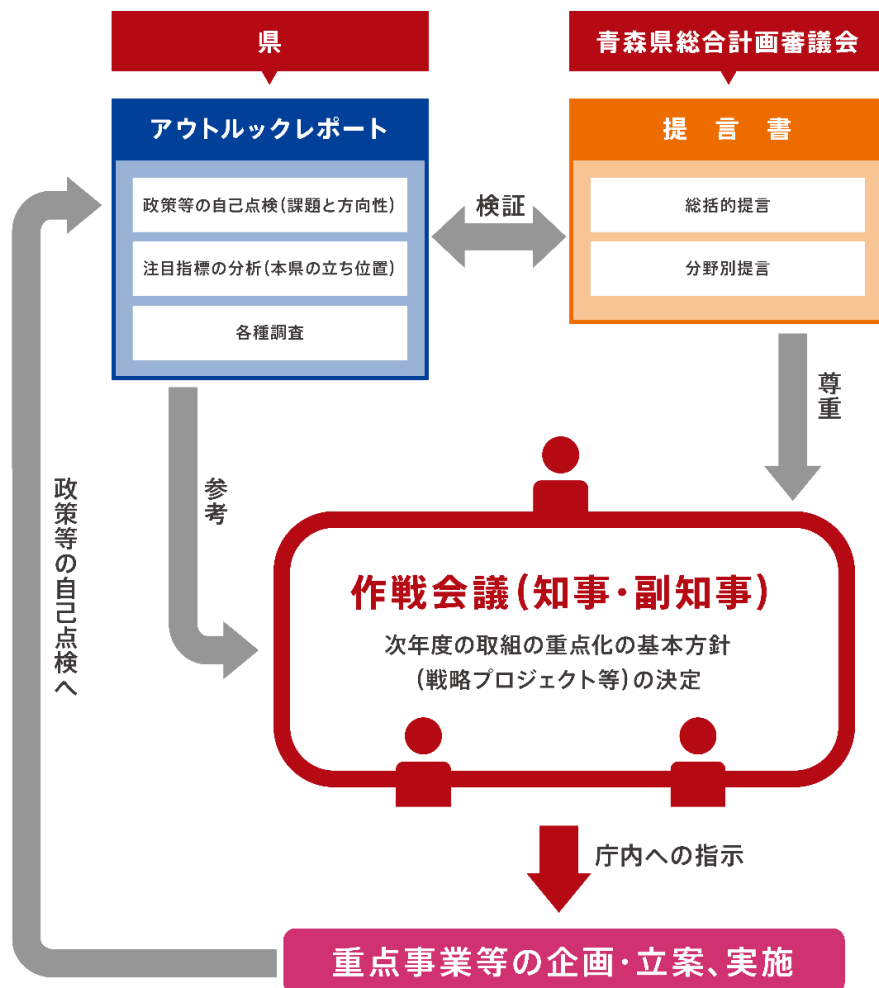 県
青森県総合計画審議会
アウトルックレポート
提言書
政策等の自己点検(課題と方向性)
注目指標の分析(本県の立ち位置)
各種調査
検証
総括的提言
分野別提言
尊重
参考
政策等の自己点検へ
作戦会議(知事・副知事)
次年度の取組の重点化の基本方針
(戦略プロジェクト等)の決定
庁内への指示
重点事業等の企画・立案、実施